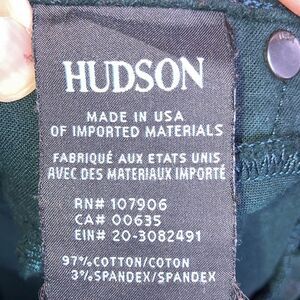 HUDSON
MADE IN USA
OF IMPORTED MATERIALS
FABRIQUÉ AUX ETATS UNIS
AVEC DES MATERIAUX IMPORTÉ
RN# 107906
CA# 00635
EIN# 20-3082491
97% COTTON/COTON
3% SPANDEX/SPANDEX